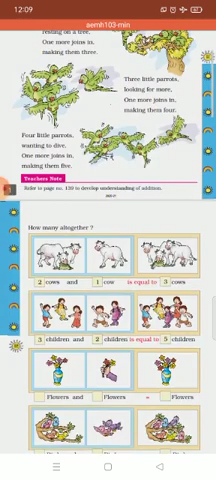 12:09
aemh103-min
resting on a tree.
One more joins in,
making them three.
Three little parrots,
looking for more,
One more joins in,
making them four.
Four little parrots,
wanting to dive.
One more joins in,
making them five.
Teachers Note
Refer to page no. 139 to develop understanding of addition.
How many altogether ?
2 cows and 1 cow is equal to 3 cows
3 children and 2 children is equal to 5 children
Flowers and Flowers = Flowers